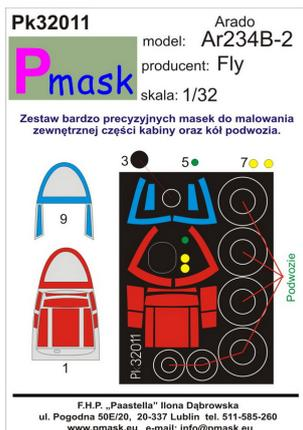 Pk32011
Arado
model: Ar234B-2
Pmask
producent: Fly
skala: 1/32
Zestaw bardzo precyzyjnych masek do malowania
zewnętrznej części kabiny oraz kół podwozia.
3
5
7
9
Podwozie
1
Pk32011
F.H.P. „Paastella” Ilona Dąbrowska
ul. Pogodna 50E/20, 20-337 Lublin tel. 511-585-260
www.pmask.eu e-mail: info@pmask.eu